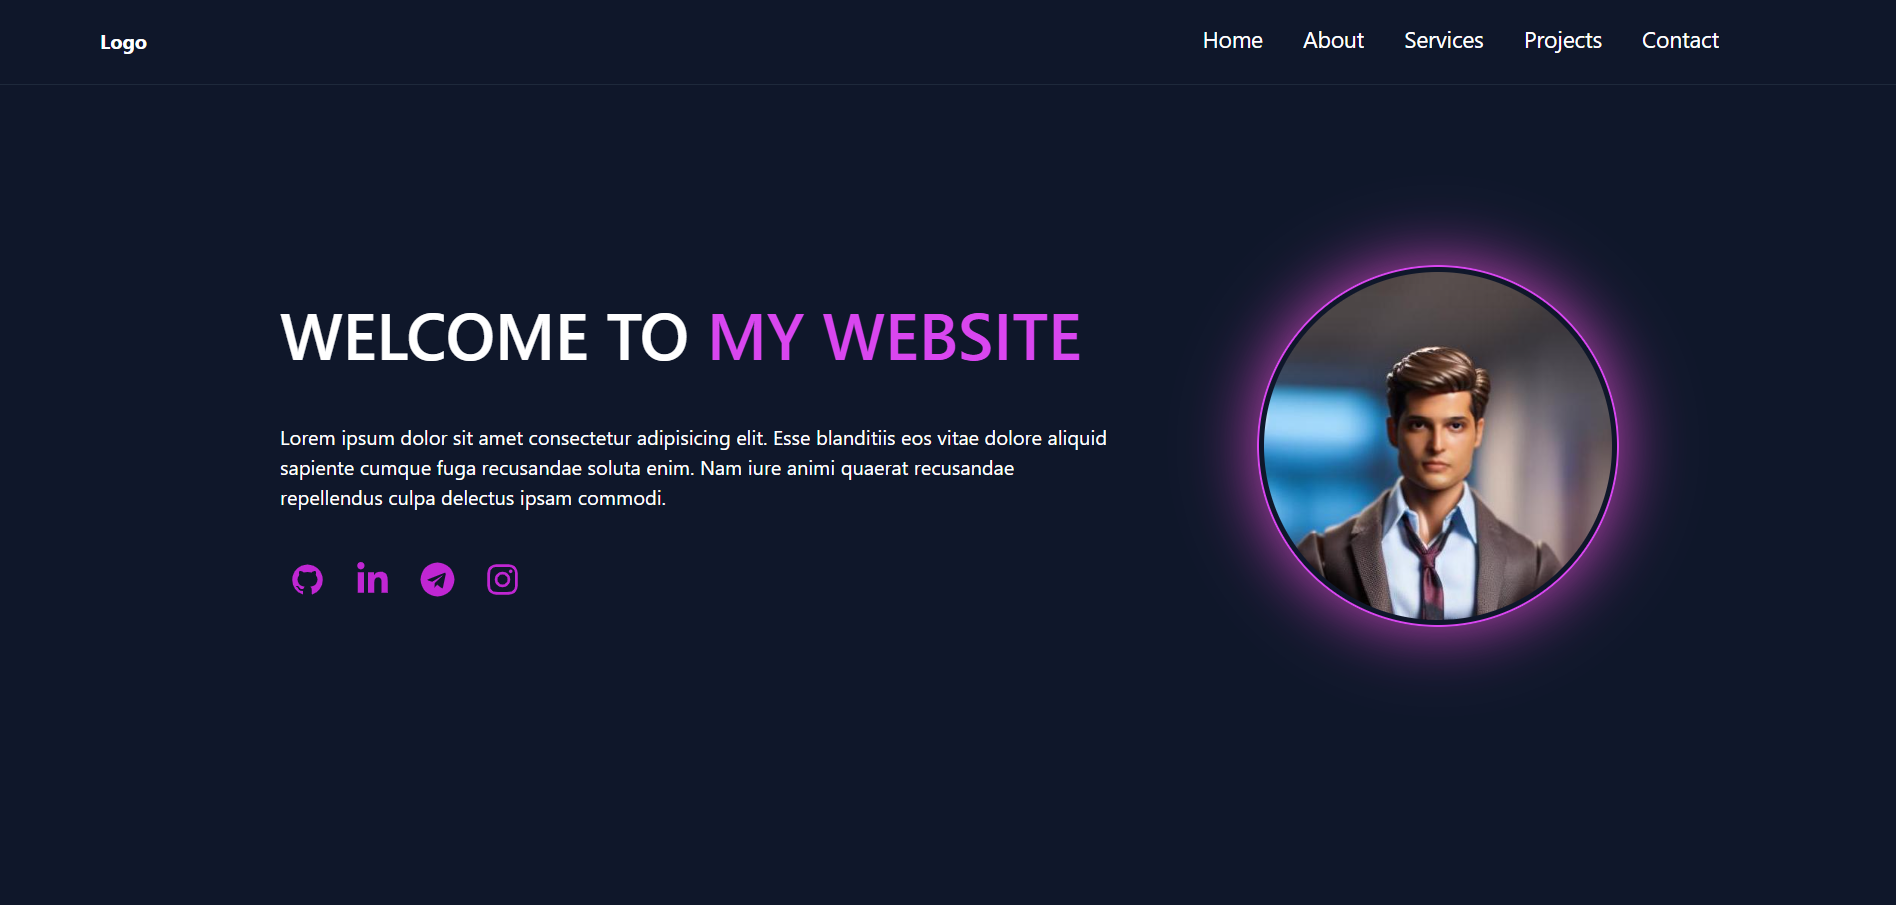 Logo
Home About Services Projects Contact
WELCOME TO MY WEBSITE
Lorem ipsum dolor sit amet consectetur adipisicing elit. Esse blanditiis eos vitae dolore aliquid
sapiente cumque fuga recusandae soluta enim. Nam iure animi quaerat recusandae
repellendus culpa delectus ipsam commodi.
in